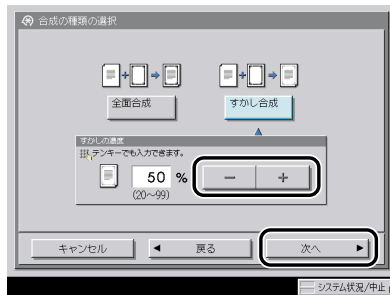 合成の種類の選択
全面合成
すかし合成
すかしの濃度
テンキーでも入力できます。
50 %
(20~99)
− +
キャンセル
◀ 戻る
次へ ▶
システム状況/中止